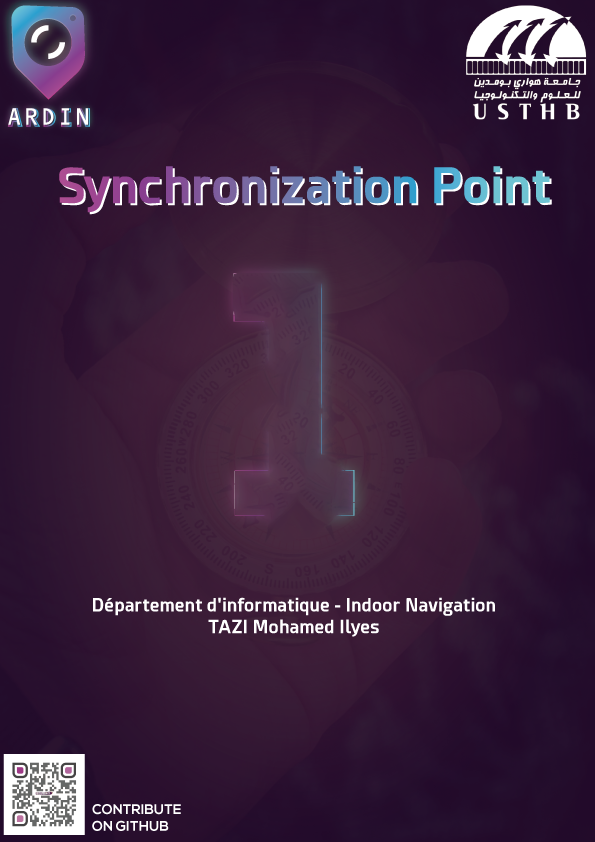 ARDIN
جامعة هواري بومدين
للعلوم والتكنولوجيا
USTHB
Synchronization Point
1
Département d'informatique - Indoor Navigation
TAZI Mohamed Ilyes
CONTRIBUTE
ON GITHUB